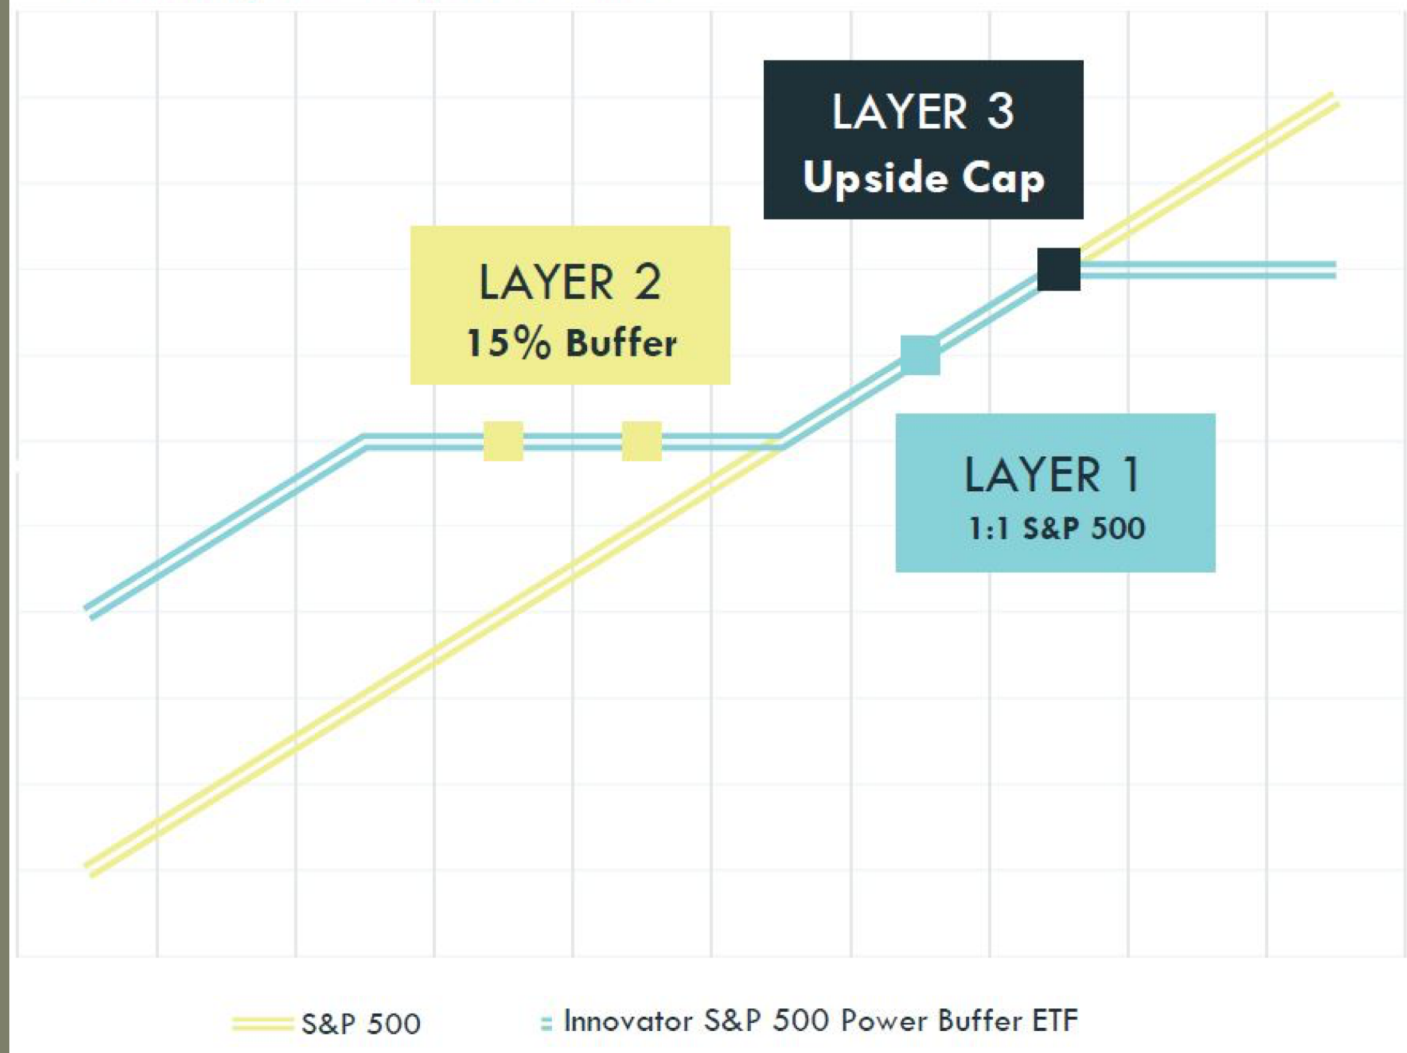 LAYER 3
Upside Cap
LAYER 2
15% Buffer
LAYER 1
1:1 S&P 500
S&P 500
Innovator S&P 500 Power Buffer ETF